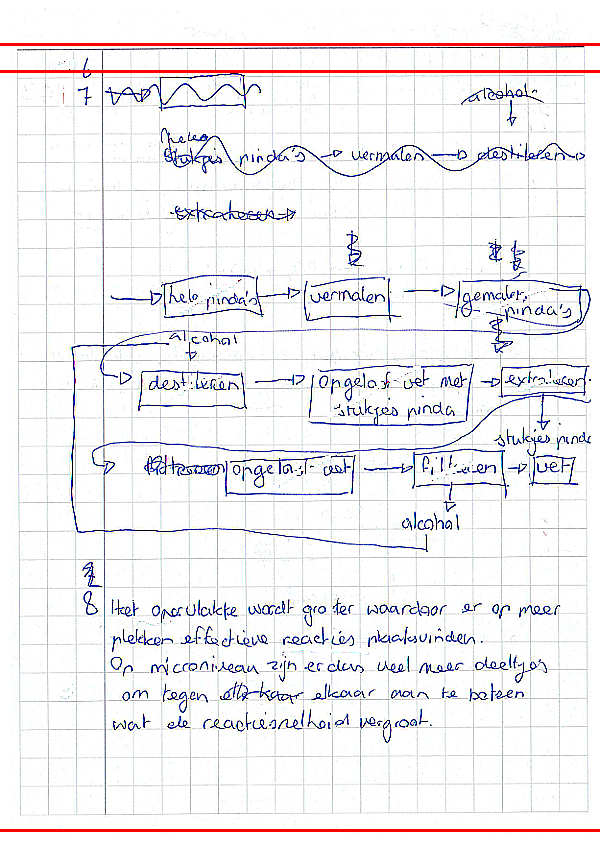 6
7
alcohol
hele
stukjes pinda's → vermalen → destileren →
extraheren →
→ hele pinda's → vermalen → gemalen pinda's
alcohol
→ destileren → opgelost vet met stukjes pinda → extraheren
stukjes pinda
→ opgelost vet → filtreren → vet
alcohol
8 Het oppervlakte wordt groter waardoor er op meer
plekken effectieve reacties plaatsvinden.
Op microniveau zijn er dus veel meer deeltjes
om tegen elkaar aan te botsen
wat de reactiesnelheid vergroot.